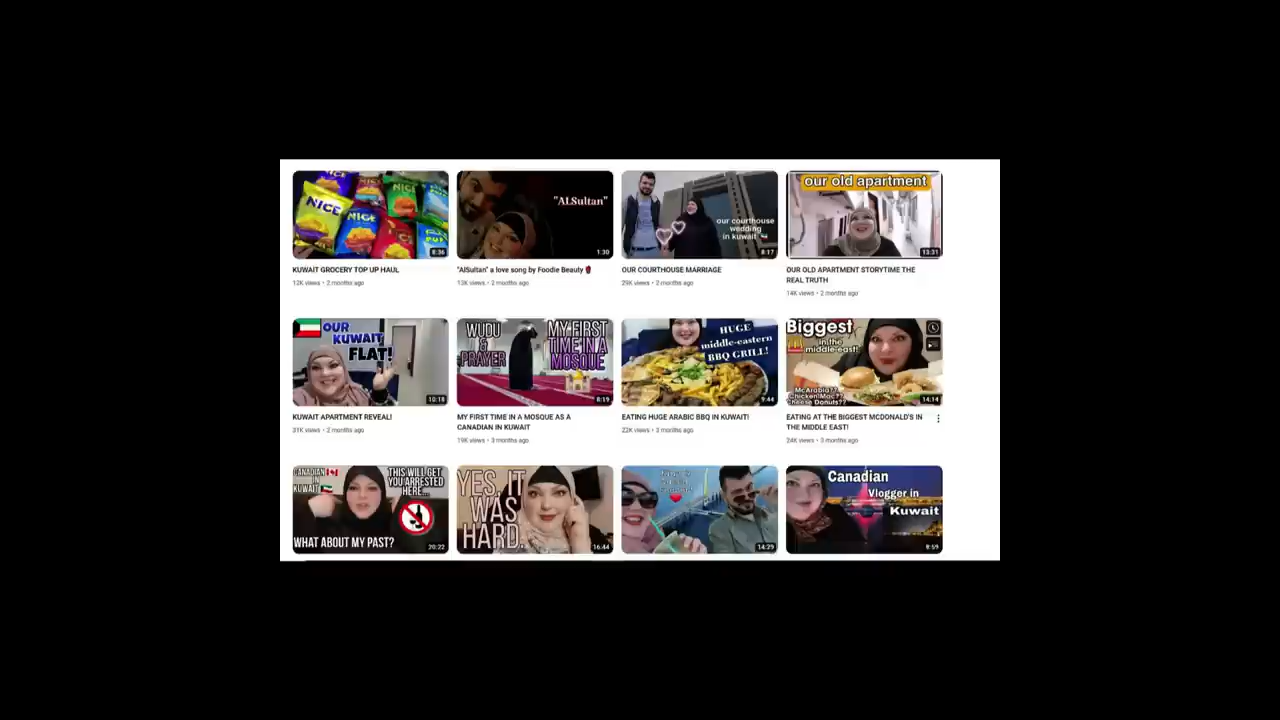 NICE
NICE
NICE
NICE
8:36
"ALSultan"
1:30
our courthouse
wedding
in kuwait
8:17
our old apartment
13:31
KUWAIT GROCERY TOP UP HAUL
12K views • 2 months ago
"AlSultan" a love song by Foodie Beauty
13K views • 2 months ago
OUR COURTHOUSE MARRIAGE
29K views • 2 months ago
OUR OLD APARTMENT STORYTIME THE
REAL TRUTH
14K views • 2 months ago
OUR
KUWAIT
FLAT!
10:18
WUDU
&
PRAYER
MY FIRST
TIME IN A
MOSQUE
8:19
HUGE
middle-eastern
BBQ GRILL!
9:44
Biggest
in the
middle-east!
McArabia??
Chicken Mac??
Cheese Donuts??
14:14
KUWAIT APARTMENT REVEAL!
31K views • 2 months ago
MY FIRST TIME IN A MOSQUE AS A
CANADIAN IN KUWAIT
19K views • 3 months ago
EATING HUGE ARABIC BBQ IN KUWAIT!
22K views • 3 months ago
EATING AT THE BIGGEST MCDONALD'S IN
THE MIDDLE EAST!
24K views • 3 months ago
CANADIAN
IN
KUWAIT
THIS WILL GET
YOU ARRESTED
HERE...
WHAT ABOUT MY PAST?
20:22
YES, IT
WAS
HARD.
16:44
14:29
Canadian
Vlogger in
Kuwait
8:59